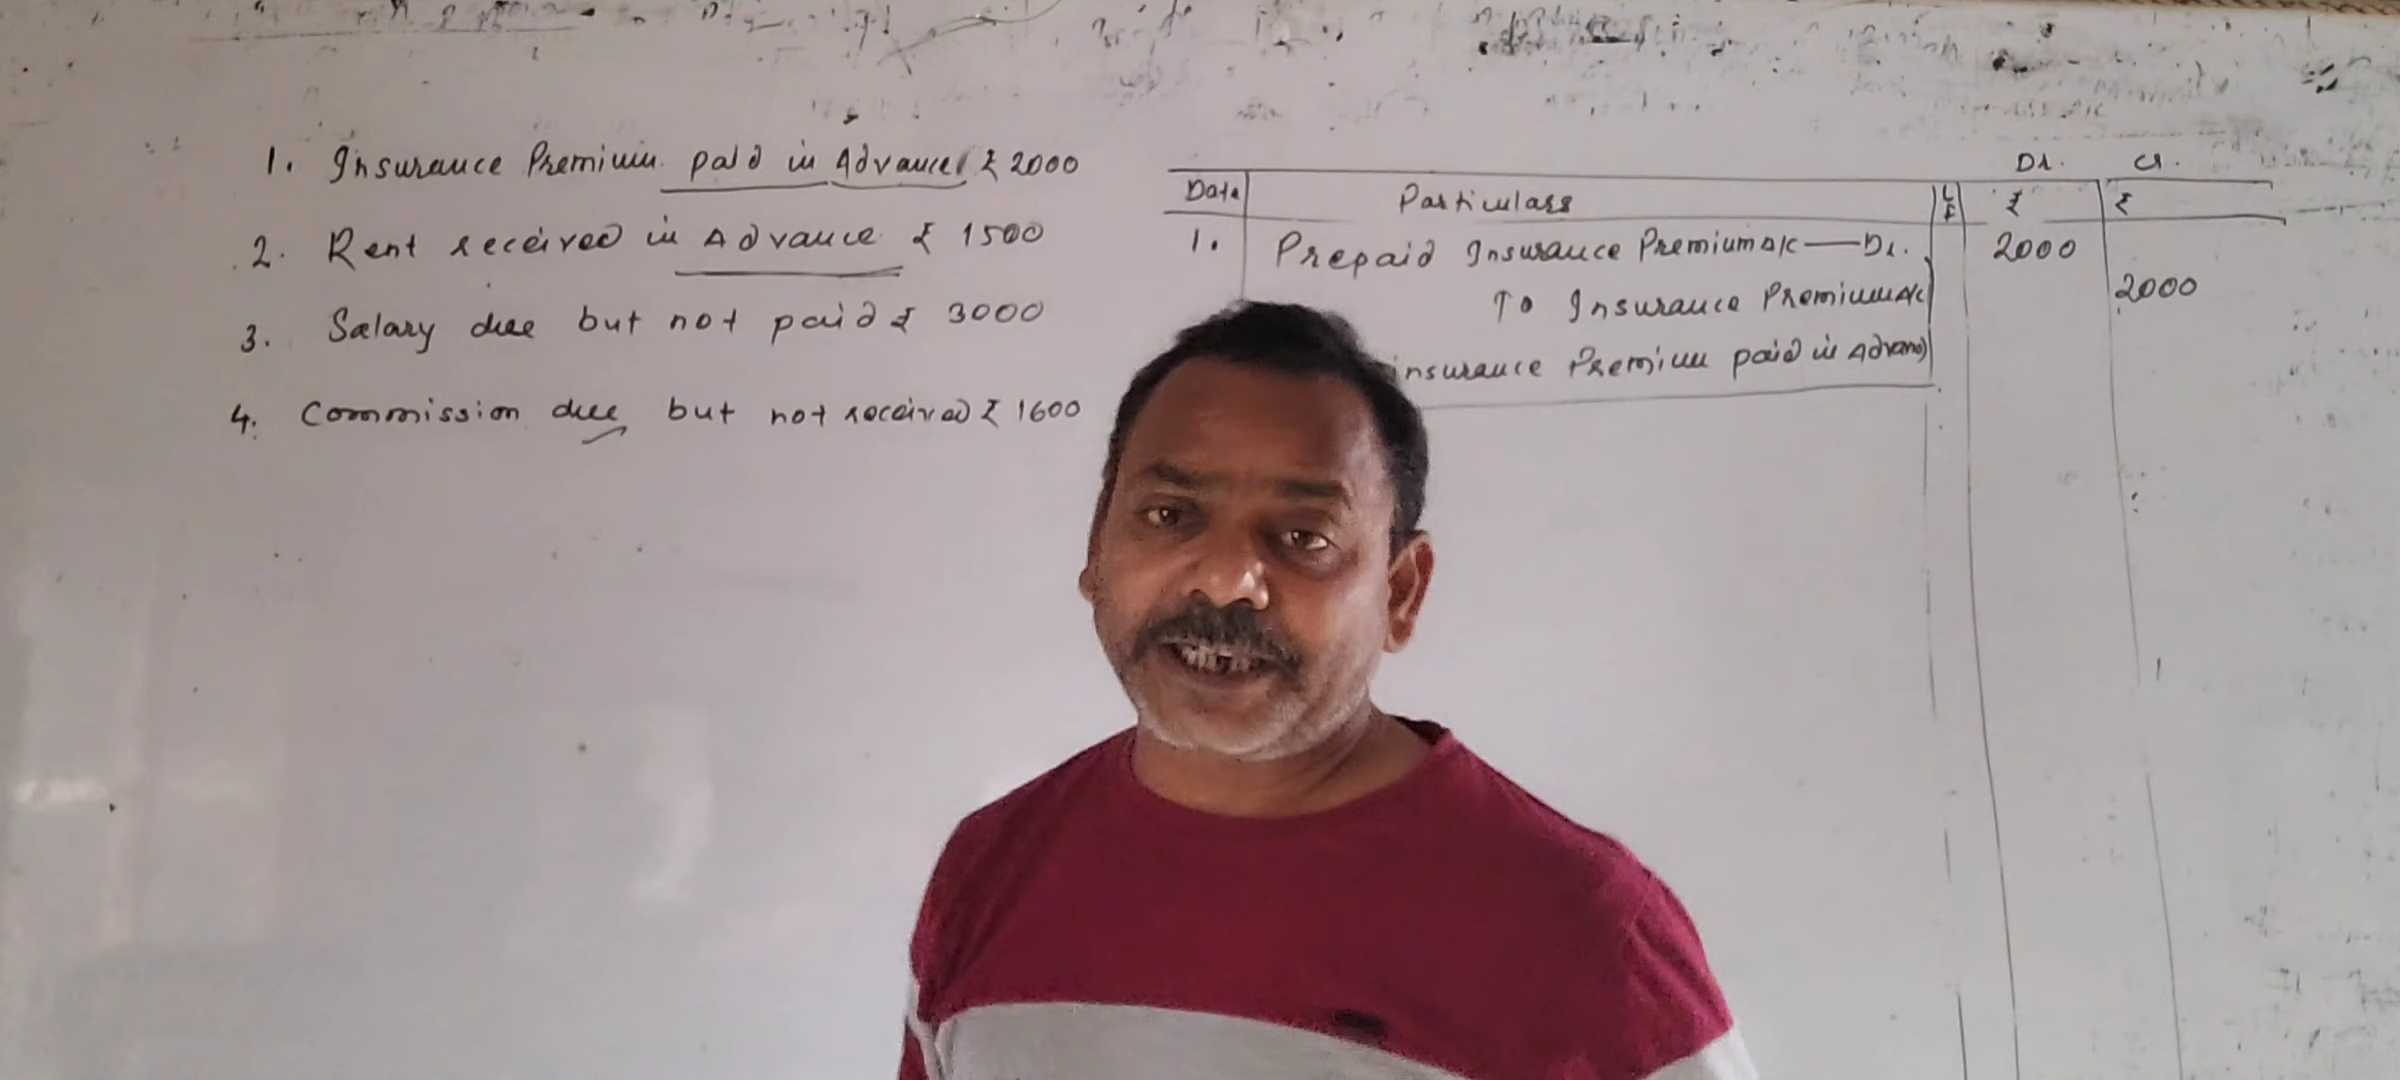 1. Insurance Premium paid in Advance ₹ 2000
2. Rent received in Advance ₹ 1500
3. Salary due but not paid ₹ 3000
4. Commission due but not received ₹ 1600
Dr. Cr.
Date Particulars LF ₹ ₹
1. Prepaid Insurance Premium A/c — Dr. 2000
To Insurance Premium A/c 2000
insurance Premium paid in Advance)